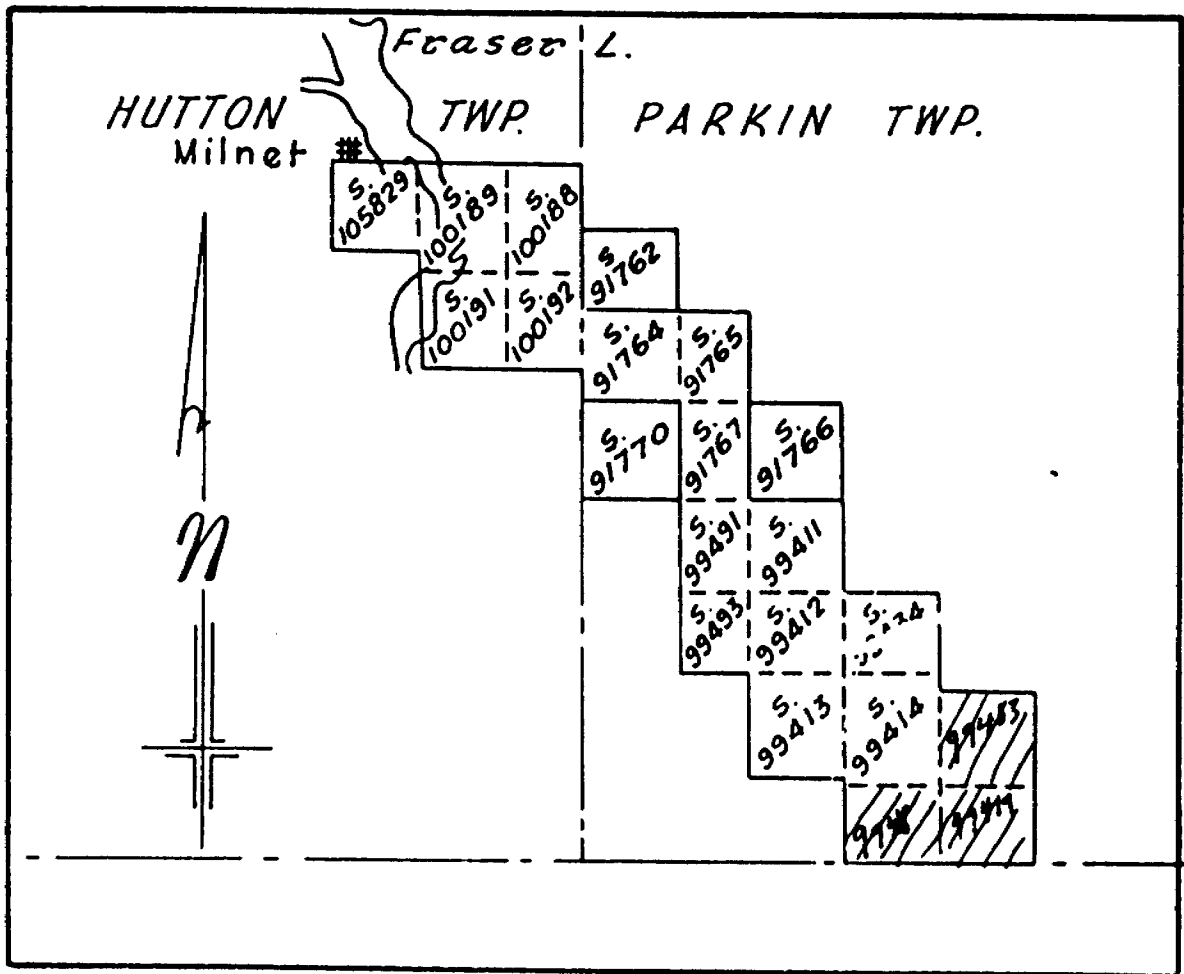 Fraser L.
HUTTON TWP. PARKIN TWP.
Milnet
S.
105829
S.
100189
S.
100188
S.
100191
S.
100192
S
91762
S.
91764
S.
91765
S.
91770
S.
91767
S.
91766
S.
99491
S.
99411
S.
99493
S.
99412
S.
S.
99413
S.
99414
99483
N